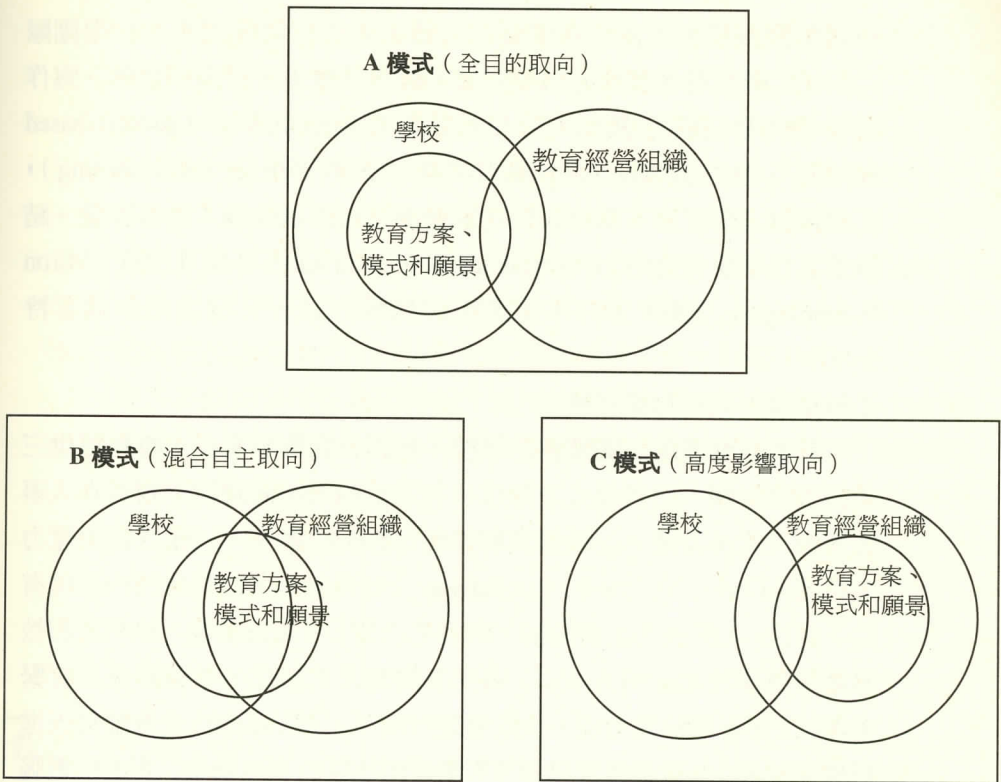 A 模式（全目的取向）
學校
教育經營組織
教育方案、
模式和願景
B 模式（混合自主取向）
學校
教育經營組織
教育方案、
模式和願景
C 模式（高度影響取向）
學校
教育經營組織
教育方案、
模式和願景